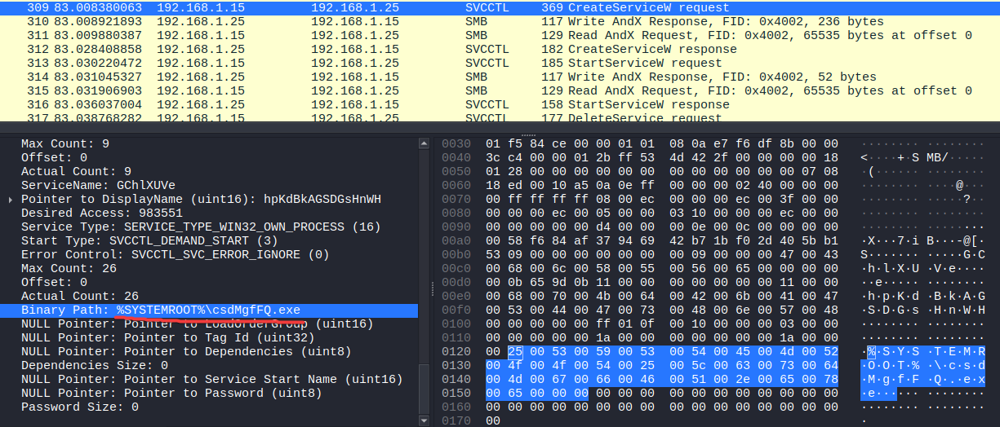 309 83.008380063 192.168.1.15 192.168.1.25 SVCCTL 369 CreateServiceW request
310 83.008921893 192.168.1.25 192.168.1.15 SMB 117 Write AndX Response, FID: 0x4002, 236 bytes
311 83.009880387 192.168.1.15 192.168.1.25 SMB 129 Read AndX Request, FID: 0x4002, 65535 bytes at offset 0
312 83.028408858 192.168.1.25 192.168.1.15 SVCCTL 182 CreateServiceW response
313 83.030220472 192.168.1.15 192.168.1.25 SVCCTL 185 StartServiceW request
314 83.031045327 192.168.1.25 192.168.1.15 SMB 117 Write AndX Response, FID: 0x4002, 52 bytes
315 83.031906903 192.168.1.15 192.168.1.25 SMB 129 Read AndX Request, FID: 0x4002, 65535 bytes at offset 0
316 83.036037004 192.168.1.25 192.168.1.15 SVCCTL 158 StartServiceW response
317 83.038768282 192.168.1.15 192.168.1.25 SVCCTL 177 DeleteService request
Max Count: 9
Offset: 0
Actual Count: 9
ServiceName: GChlXUVe
Pointer to DisplayName (uint16): hpKdBkAGSDGsHnWH
Desired Access: 983551
Service Type: SERVICE_TYPE_WIN32_OWN_PROCESS (16)
Start Type: SVCCTL_DEMAND_START (3)
Error Control: SVCCTL_SVC_ERROR_IGNORE (0)
Max Count: 26
Offset: 0
Actual Count: 26
Binary Path: %SYSTEMROOT%\csdMgfFQ.exe
NULL Pointer: Pointer to LoadOrderGroup (uint16)
NULL Pointer: Pointer to Tag Id (uint32)
NULL Pointer: Pointer to Dependencies (uint8)
Dependencies Size: 0
NULL Pointer: Pointer to Service Start Name (uint16)
NULL Pointer: Pointer to Password (uint8)
Password Size: 0
0030 01 f5 84 ce 00 00 01 01 08 0a e7 f6 df 8b 00 00 ········ ········
0040 3c c4 00 00 01 2b ff 53 4d 42 2f 00 00 00 00 18 <····+·S MB/·····
0050 01 28 00 00 00 00 00 00 00 00 00 00 00 00 07 08 ·(······ ········
0060 18 ed 00 10 a5 0a 0e ff 00 00 00 02 40 00 00 00 ········ ····@···
0070 00 ff ff ff ff 08 00 ec 00 00 00 ec 00 3f 00 00 ········ ·····?··
0080 00 00 00 ec 00 05 00 00 03 10 00 00 00 ec 00 00 ········ ········
0090 00 00 00 00 00 d4 00 00 00 0e 00 0c 00 00 00 00 ········ ········
00a0 00 58 f6 84 af 37 94 69 42 b7 1b f0 2d 40 5b b1 ·X···7·i B···-@[·
00b0 53 09 00 00 00 00 00 00 00 09 00 00 00 47 00 43 S······· ·····G·C
00c0 00 68 00 6c 00 58 00 55 00 56 00 65 00 00 00 00 ·h·l·X·U ·V·e····
00d0 00 0b 65 9d 0b 11 00 00 00 00 00 00 00 11 00 00 ··e····· ········
00e0 00 68 00 70 00 4b 00 64 00 42 00 6b 00 41 00 47 ·h·p·K·d ·B·k·A·G
00f0 00 53 00 44 00 47 00 73 00 48 00 6e 00 57 00 48 ·S·D·G·s ·H·n·W·H
0100 00 00 00 00 00 ff 01 0f 00 10 00 00 00 03 00 00 ········ ········
0110 00 00 00 00 00 1a 00 00 00 00 00 00 00 1a 00 00 ········ ········
0120 00 25 00 53 00 59 00 53 00 54 00 45 00 4d 00 52 ·%·S·Y·S ·T·E·M·R
0130 00 4f 00 4f 00 54 00 25 00 5c 00 63 00 73 00 64 ·O·O·T·% ·\·c·s·d
0140 00 4d 00 67 00 66 00 46 00 51 00 2e 00 65 00 78 ·M·g·f·F ·Q·.·e·x
0150 00 65 00 00 00 00 00 00 00 00 00 00 00 00 00 00 ·e······ ········
0160 00 00 00 00 00 00 00 00 00 00 00 00 00 00 00 00 ········ ········
0170 00 ·